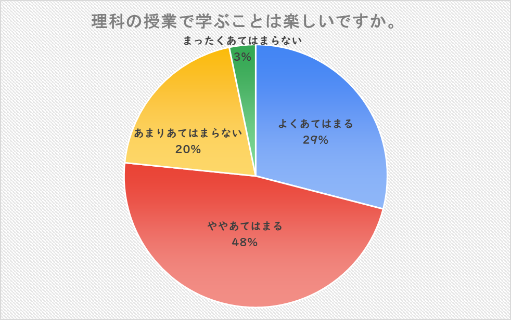 理科の授業で学ぶことは楽しいですか。
まったくあてはまらない
3%
よくあてはまる
29%
あまりあてはまらない
20%
ややあてはまる
48%